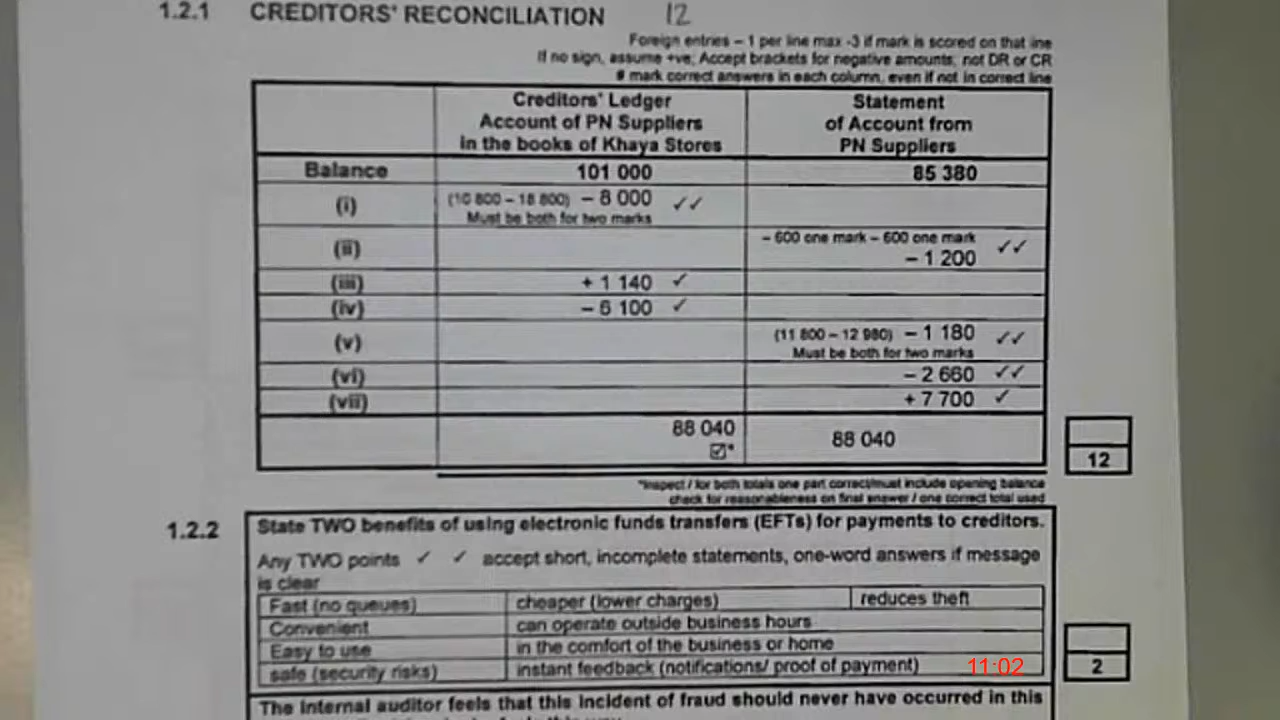 1.2.1 CREDITORS' RECONCILIATION 12
Foreign entries – 1 per line max -3 if mark is scored on that line
If no sign, assume +ve; Accept brackets for negative amounts; not DR or CR
# mark correct answers in each column, even if not in correct line
Creditors' Ledger Account of PN Suppliers in the books of Khaya Stores
Statement of Account from PN Suppliers
Balance 101 000 85 380
(i) (10 800 – 18 800) – 8 000 ✓✓
Must be both for two marks
(ii) – 600 one mark – 600 one mark
– 1 200 ✓✓
(iii) + 1 140 ✓
(iv) – 6 100 ✓
(v) (11 800 – 12 980) – 1 180 ✓✓
Must be both for two marks
(vi) – 2 660 ✓✓
(vii) + 7 700 ✓
88 040 88 040
☑*
12
*Inspect / for both totals one part correct/must include opening balance
check for reasonableness on final answer / one correct total used
1.2.2 State TWO benefits of using electronic funds transfers (EFTs) for payments to creditors.
Any TWO points ✓ ✓ accept short, incomplete statements, one-word answers if message
is clear
Fast (no queues) cheaper (lower charges) reduces theft
Convenient can operate outside business hours
Easy to use in the comfort of the business or home
safe (security risks) instant feedback (notifications/ proof of payment) 11:02
2
The internal auditor feels that this incident of fraud should never have occurred in this